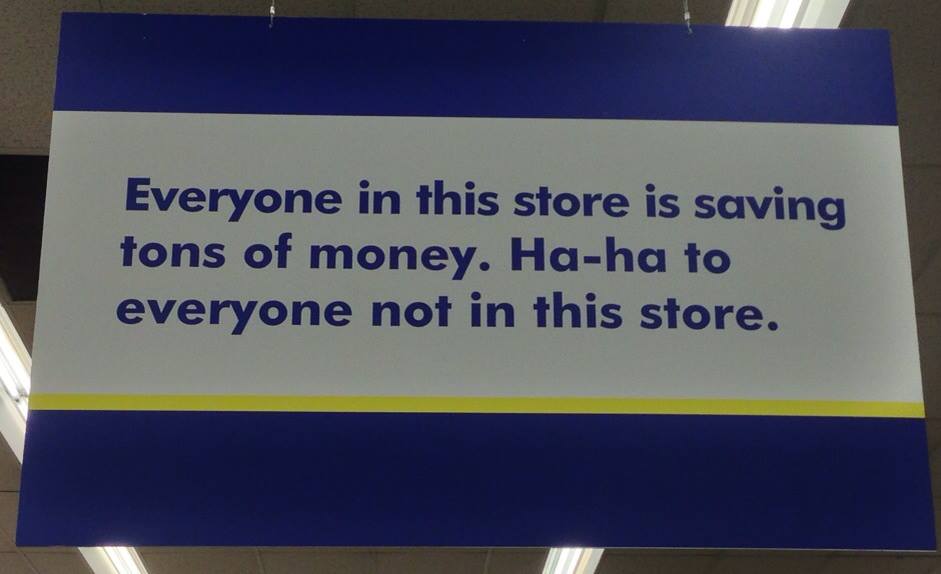 Everyone in this store is saving
tons of money. Ha-ha to
everyone not in this store.